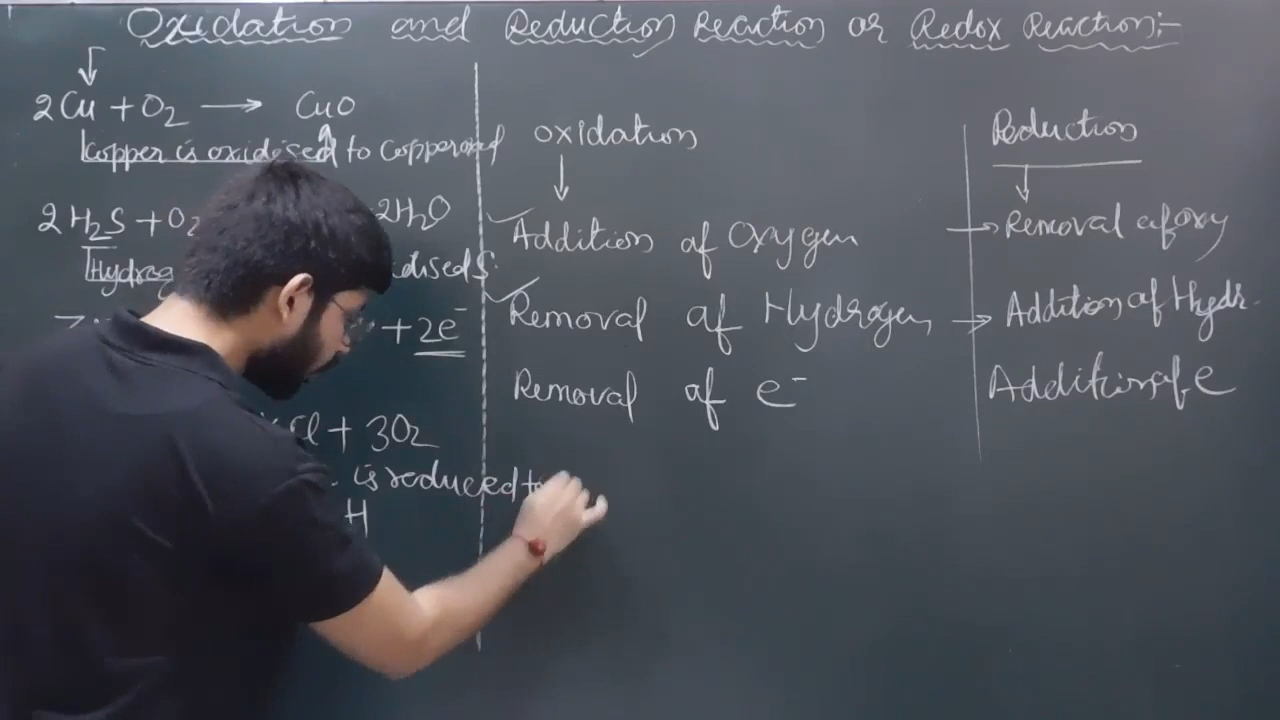 Oxidation and Reduction Reaction or Redox Reaction:-
2Cu + O2 → CuO
Copper is oxidised to copper oxid
2H2S + O2 2H2O
Hydrog dised S.
+ 2e-
Cl + 3O2
is reduced to
H
Oxidation
↓
Addition of Oxygen
Removal of Hydrogen
Removal of e-
Reduction
↓
→ Removal of oxy
→ Addition of Hydr.
Addition of e